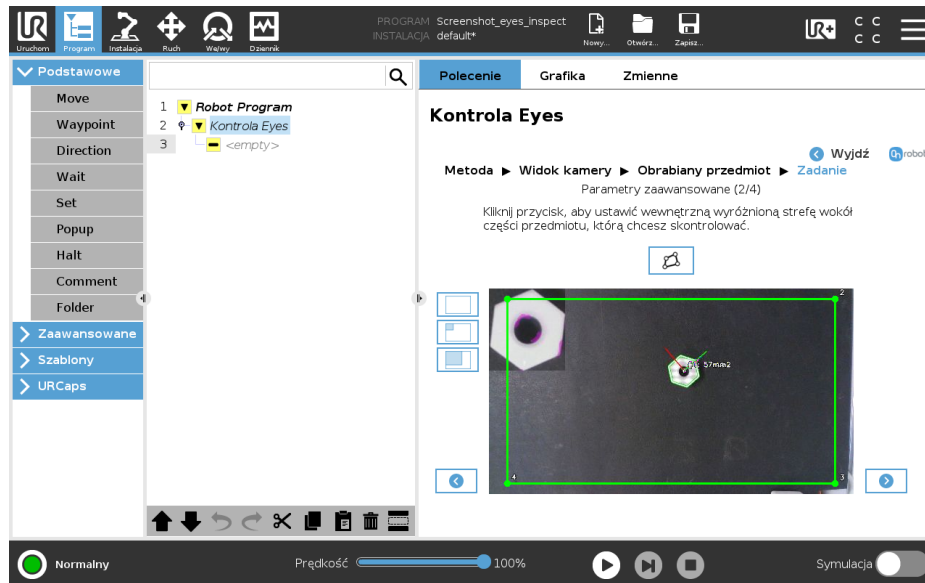 PROGRAM Screenshot_eyes_inspect
INSTALAC default*
Uruchom Program Instalacja Ruch We/wy Dziennik Nowy... Otwórz... Zapisz...
UR+
C C
C C
Podstawowe
Move
Waypoint
Direction
Wait
Set
Popup
Halt
Comment
Folder
Zaawansowane
Szablony
URCaps
1 Robot Program
2 Kontrola Eyes
3 <empty>
Polecenie Grafika Zmienne
Kontrola Eyes
Wyjdź
Metoda ▶ Widok kamery ▶ Obrabiany przedmiot ▶ Zadanie
Parametry zaawansowane (2/4)
Kliknij przycisk, aby ustawić wewnętrzną wyróżnioną strefę wokół
części przedmiotu, którą chcesz skontrolować.
2
57mm2
4
3
Normalny
Prędkość
100%
Symulacja